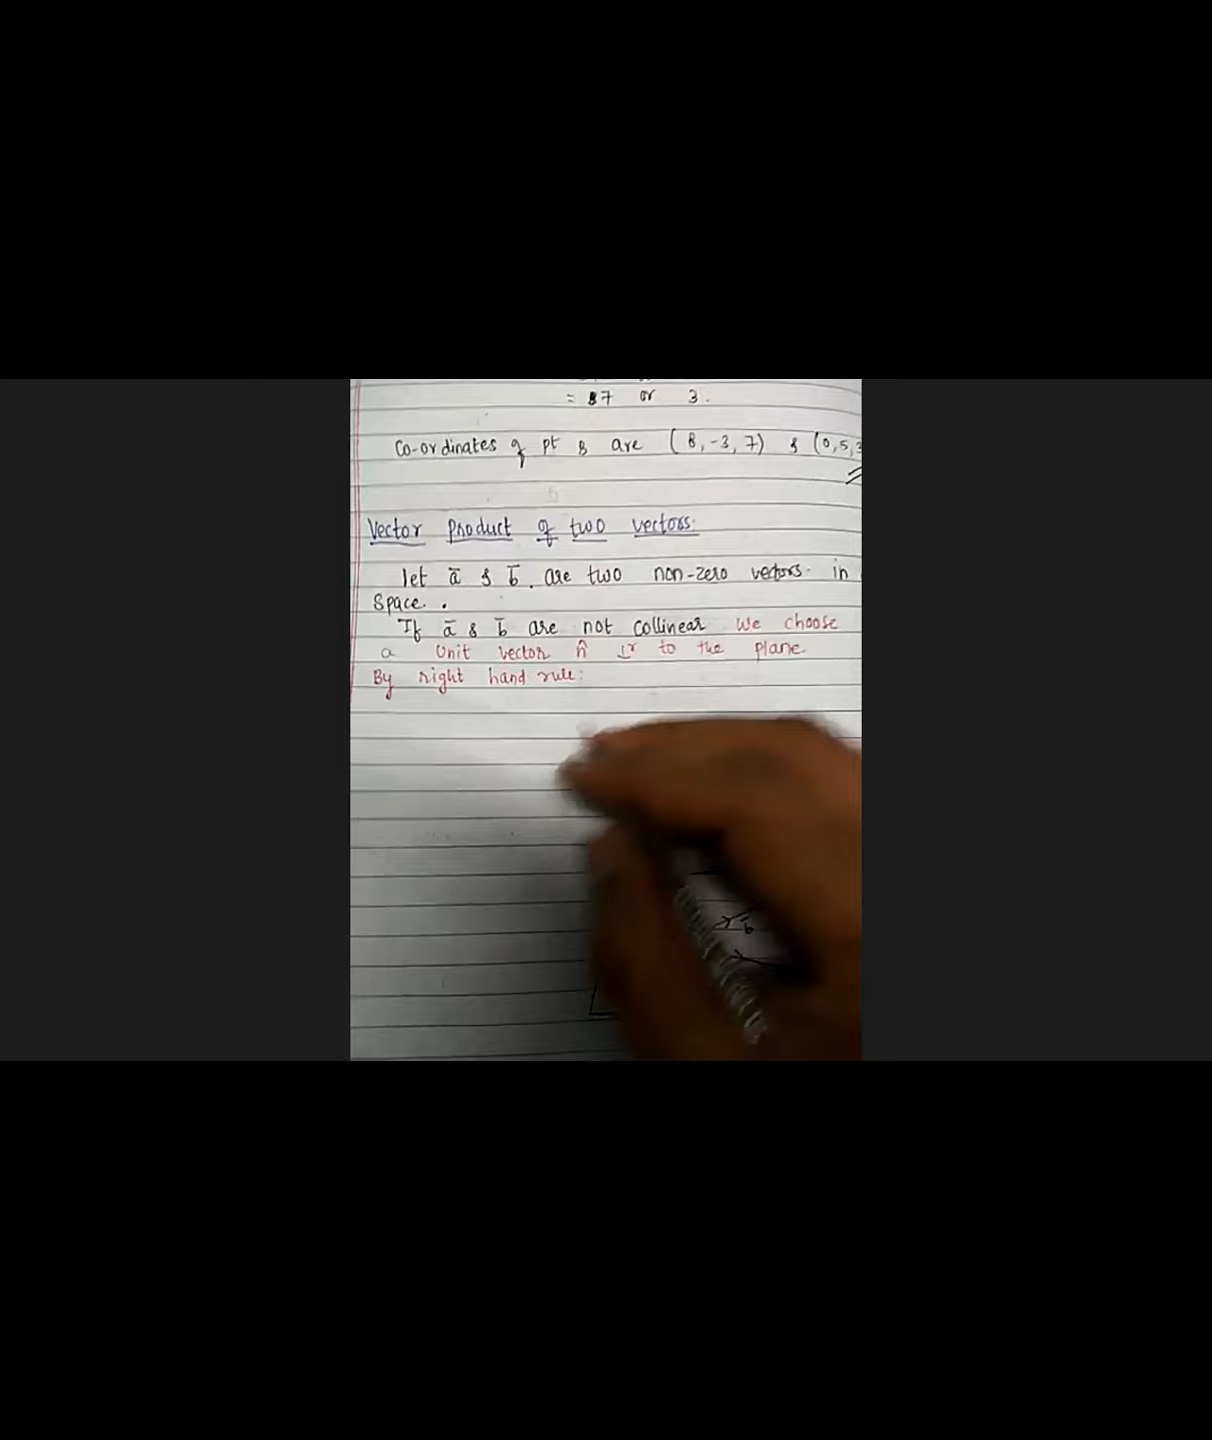 = 87 or 3.
Co-ordinates of pt B are (8, -3, 7) & (0, 5, 3
Vector Product of two vectors.
let a̅ & b̅. are two non-zero vectors. in
Space.
If a̅ & b̅ are not collinear we choose
a Unit vector n̂ ⊥r to the plane
By right hand rule:
b̅